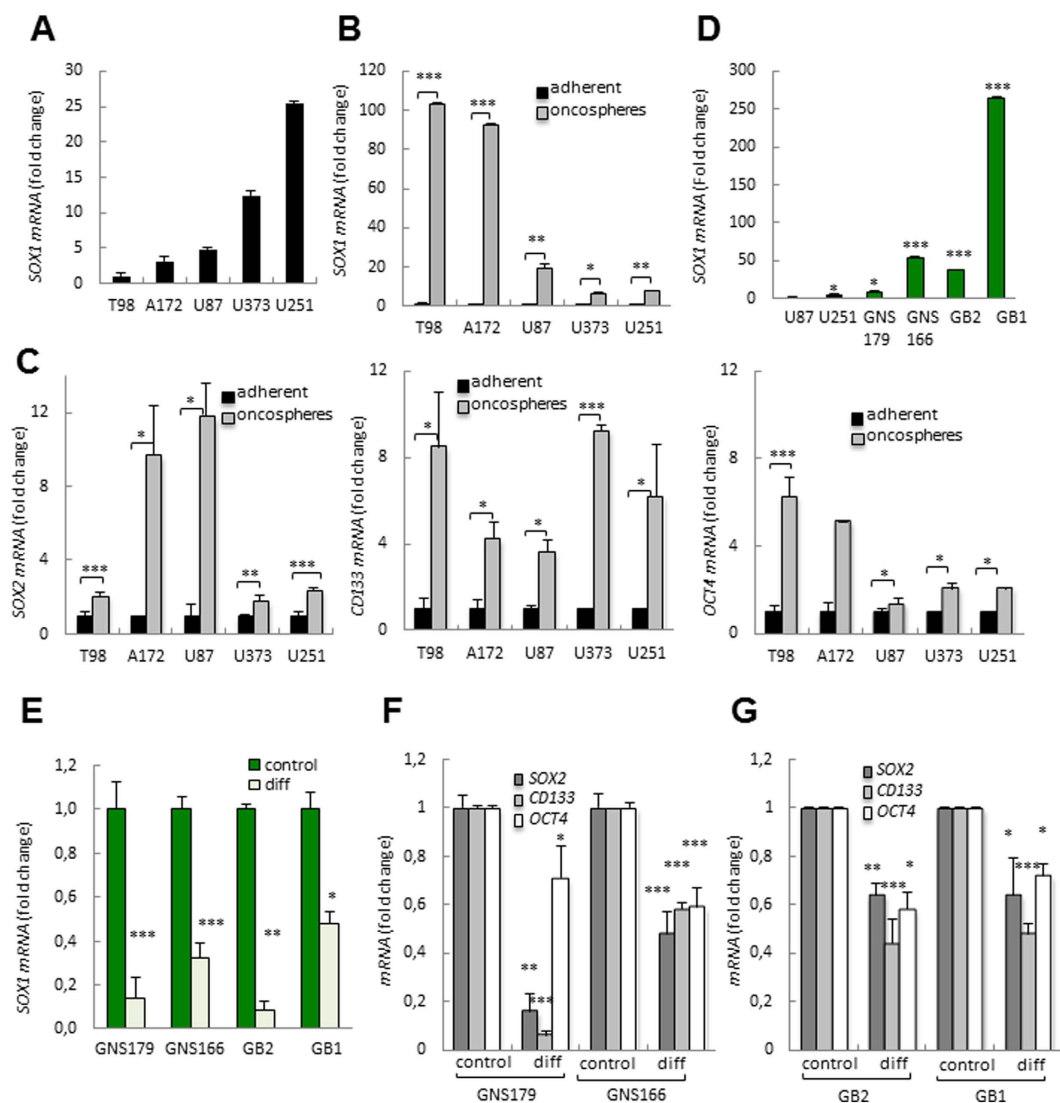 A
SOX1 mRNA (fold change)
30
25
20
15
10
5
0
T98 A172 U87 U373 U251
B
SOX1 mRNA (fold change)
120
100
80
60
40
20
0
adherent
oncospheres
***
***
**
*
**
T98 A172 U87 U373 U251
D
SOX1 mRNA (Fold change)
300
250
200
150
100
50
0
*
*
***
***
***
U87 U251 GNS 179 GNS 166 GB2 GB1
C
SOX2 mRNA (fold change)
12
8
4
0
adherent
oncospheres
***
*
*
**
***
T98 A172 U87 U373 U251
CD133 mRNA (fold change)
12
8
4
0
adherent
oncospheres
*
*
*
***
*
T98 A172 U87 U373 U251
OCT4 mRNA (fold change)
12
8
4
0
adherent
oncospheres
***
*
*
*
T98 A172 U87 U373 U251
E
SOX1 mRNA (fold change)
1,2
1,0
0,8
0,6
0,4
0,2
0,0
control
diff
***
***
**
*
GNS179 GNS166 GB2 GB1
F
mRNA (fold change)
1,2
1
0,8
0,6
0,4
0,2
0
SOX2
CD133
OCT4
**
***
*
***
***
***
control diff control diff
GNS179 GNS166
G
mRNA (fold change)
1,2
1
0,8
0,6
0,4
0,2
0
SOX2
CD133
OCT4
**
***
*
*
***
*
control diff control diff
GB2 GB1